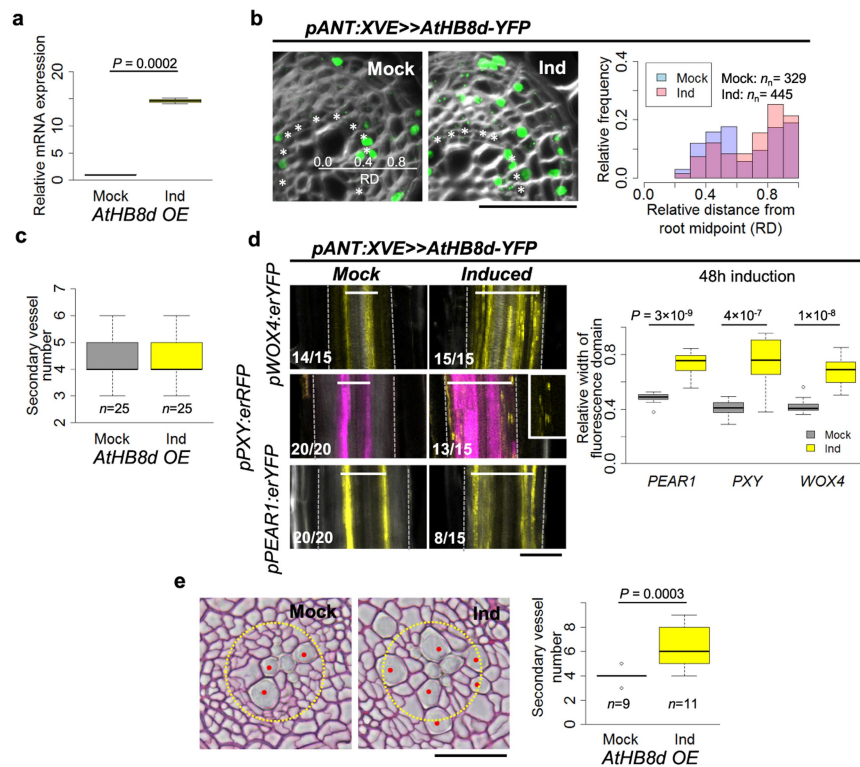 a
P = 0.0002
Relative mRNA expression
20
15
10
5
0
Mock
Ind
AtHB8d OE
b
pANT:XVE>>AtHB8d-YFP
Mock
0.0
0.4
0.8
RD
Ind
Relative frequency
0.4
0.2
0.0
Mock
Ind
Mock: nn= 329
Ind: nn= 445
0.0
0.4
0.8
Relative distance from
root midpoint (RD)
c
Secondary vessel
number
7
6
5
4
3
2
n=25
n=25
Mock
Ind
AtHB8d OE
d
pANT:XVE>>AtHB8d-YFP
Mock
Induced
pWOX4:erYFP
14/15
15/15
pPXY:erRFP
20/20
13/15
pPEAR1:erYFP
20/20
8/15
48h induction
P = 3×10-9
4×10-7
1×10-8
Relative width of
fluorescence domain
0.8
0.4
0.0
Mock
Ind
PEAR1
PXY
WOX4
e
Mock
Ind
P = 0.0003
Secondary vessel
number
8
6
4
2
0
n=9
n=11
Mock
Ind
AtHB8d OE